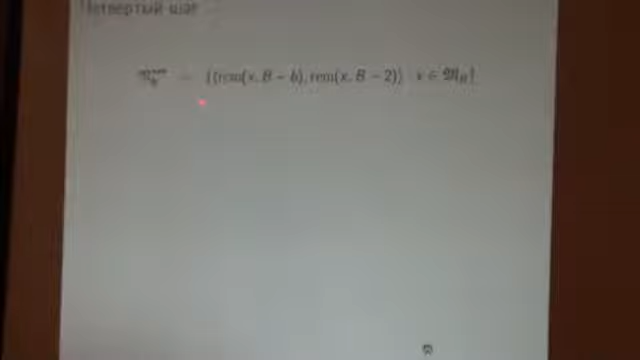 Четвертый шаг
= {⟨rem(x, B − b), rem(x, B − 2)⟩ x ∈ 𝔐_B}